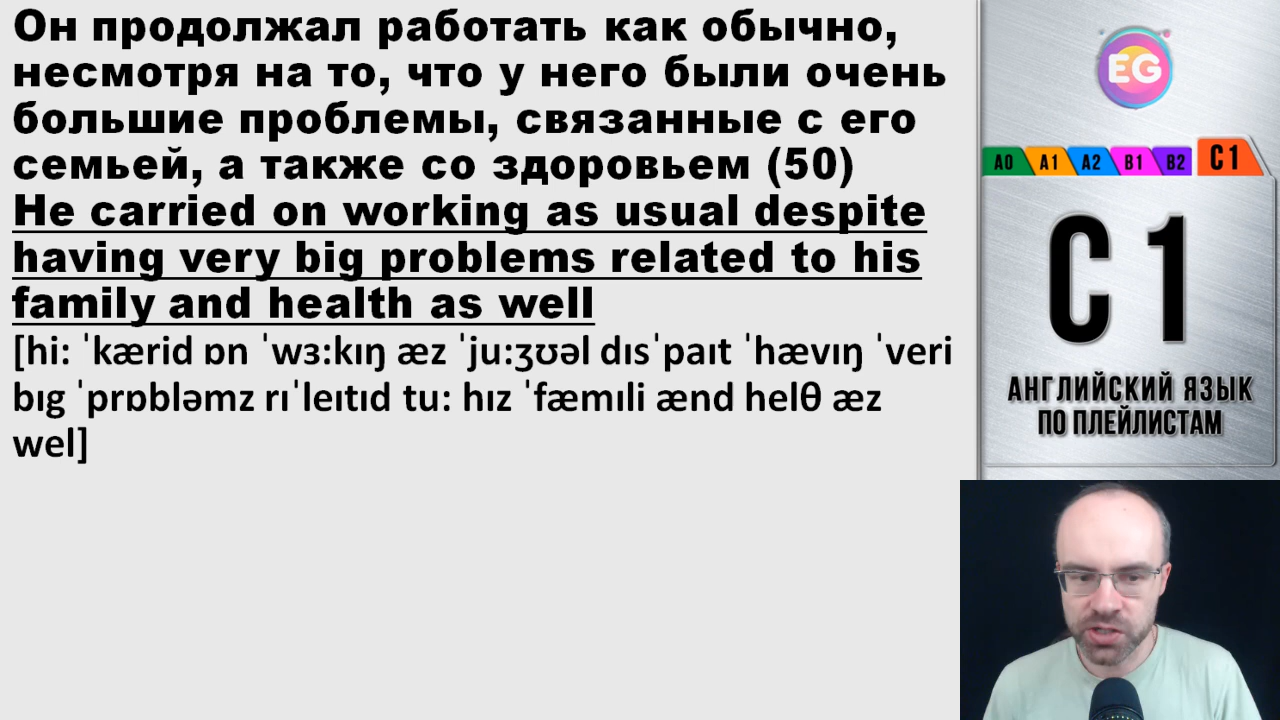 Он продолжал работать как обычно,
несмотря на то, что у него были очень
большие проблемы, связанные с его
семьей, а также со здоровьем (50)
He carried on working as usual despite
having very big problems related to his
family and health as well
[hi: ˈkærid ɒn ˈwɜ:kɪŋ æz ˈju:ʒʊəl dɪsˈpaɪt ˈhævɪŋ ˈveri
bɪg ˈprɒbləmz rɪˈleɪtɪd tu: hɪz ˈfæmɪli ænd helθ æz
wel]
EG
A0 A1 A2 B1 B2 C1
C1
АНГЛИЙСКИЙ ЯЗЫК
ПО ПЛЕЙЛИСТАМ